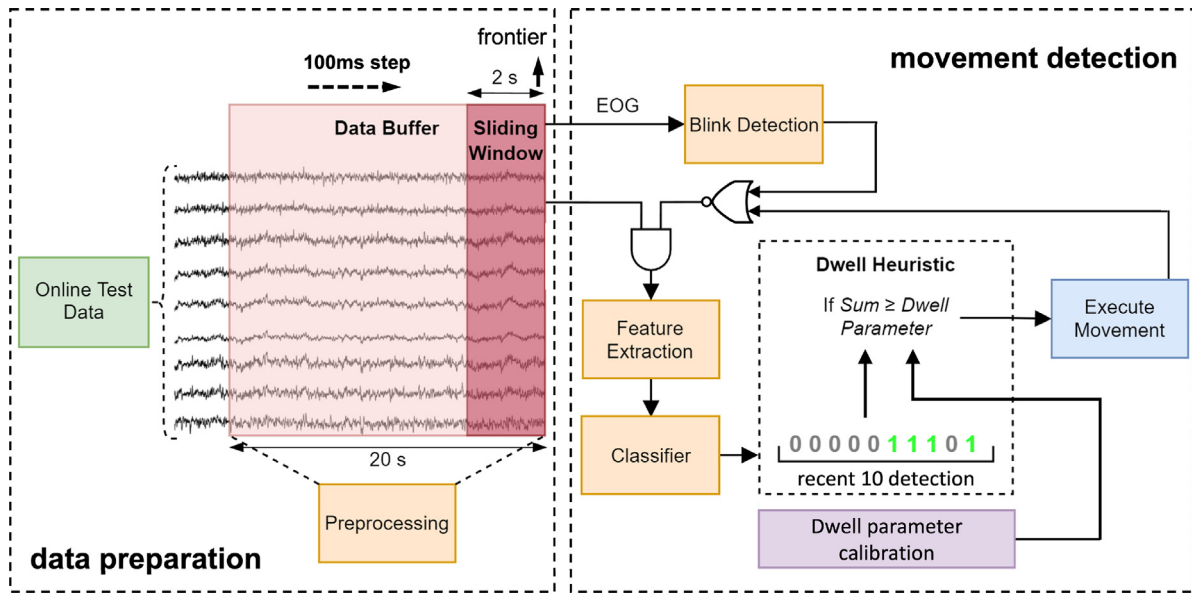 frontier
100ms step
2 s
Data Buffer
Sliding
Window
Online Test
Data
20 s
Preprocessing
data preparation
movement detection
EOG
Blink Detection
Dwell Heuristic
If Sum ≥ Dwell
Parameter
Execute
Movement
Feature
Extraction
Classifier
0 0 0 0 0 1 1 1 0 1
recent 10 detection
Dwell parameter
calibration